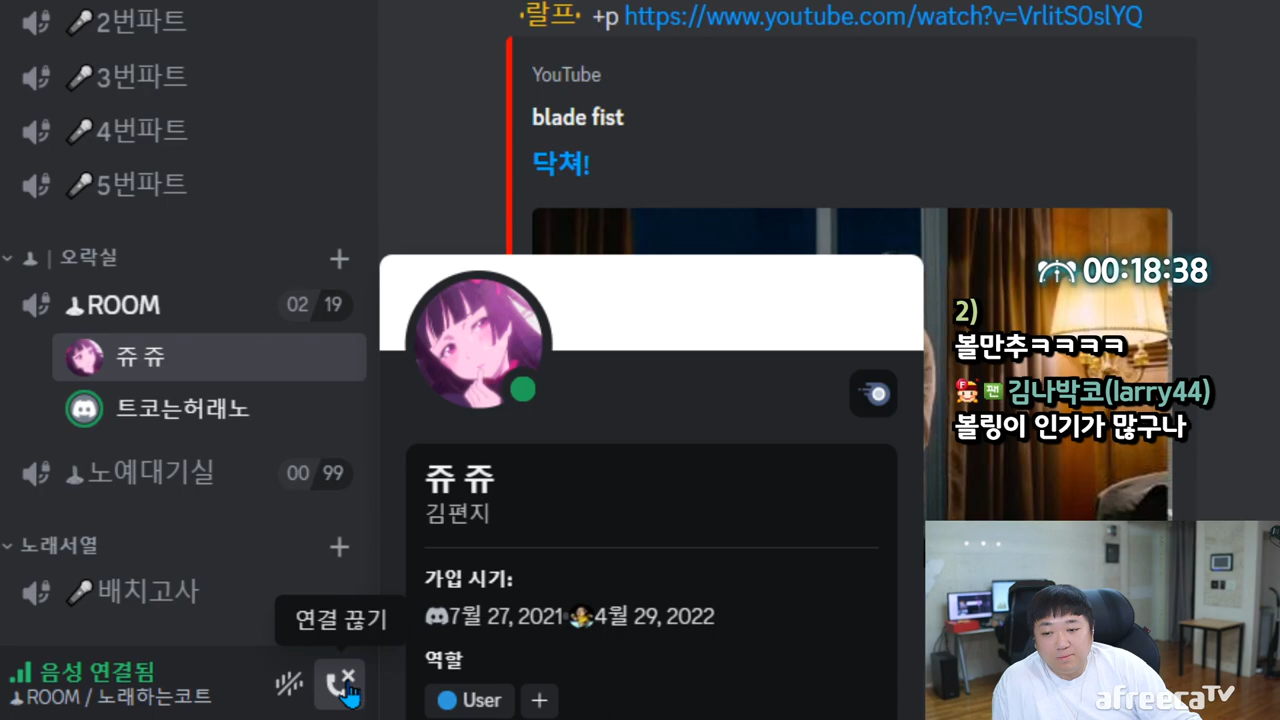 2번파트
3번파트
4번파트
5번파트
| 오락실
ROOM 02 19
쥬 쥬
트코는허래노
노예대기실 00 99
노래서열
배치고사
연결 끊기
음성 연결됨
ROOM / 노래하는코트
·랄프· +p https://www.youtube.com/watch?v=VrlitS0slYQ
YouTube
blade fist
닥쳐!
쥬 쥬
김편지
가입 시기:
7월 27, 2021 4월 29, 2022
역할
User +
00:18:38
2)
볼만추ㅋㅋㅋㅋ
F 팬 김나박코(larry44)
볼링이 인기가 많구나
afreecaTV